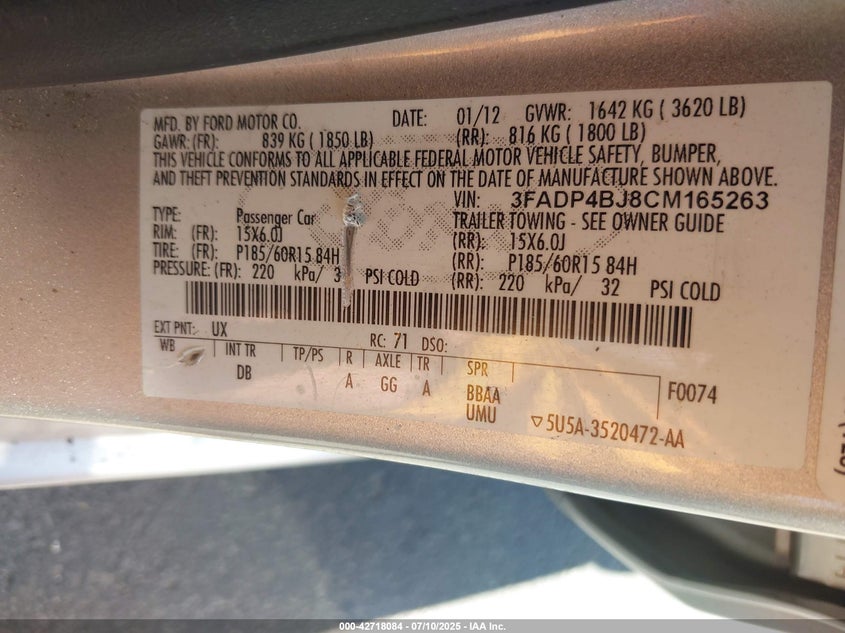 MFD. BY FORD MOTOR CO. DATE: 01/12 GVWR: 1642 KG ( 3620 LB)
GAWR: (FR): 839 KG ( 1850 LB) (RR): 816 KG ( 1800 LB)
THIS VEHICLE CONFORMS TO ALL APPLICABLE FEDERAL MOTOR VEHICLE SAFETY, BUMPER,
AND THEFT PREVENTION STANDARDS IN EFFECT ON THE DATE OF MANUFACTURE SHOWN ABOVE.
VIN: 3FADP4BJ8CM165263
TYPE: Passenger Car TRAILER TOWING - SEE OWNER GUIDE
RIM: (FR): 15X6.0J (RR): 15X6.0J
TIRE: (FR): P185/60R15 84H (RR): P185/60R15 84H
PRESSURE: (FR): 220 kPa/ 3 PSI COLD (RR): 220 kPa/ 32 PSI COLD
EXT PNT: UX RC: 71 DSO:
WB INT TR TP/PS R AXLE TR SPR
DB A GG A BBAA F0074
UMU 5U5A-3520472-AA
000-42718084 - 07/10/2025 - IAA Inc.